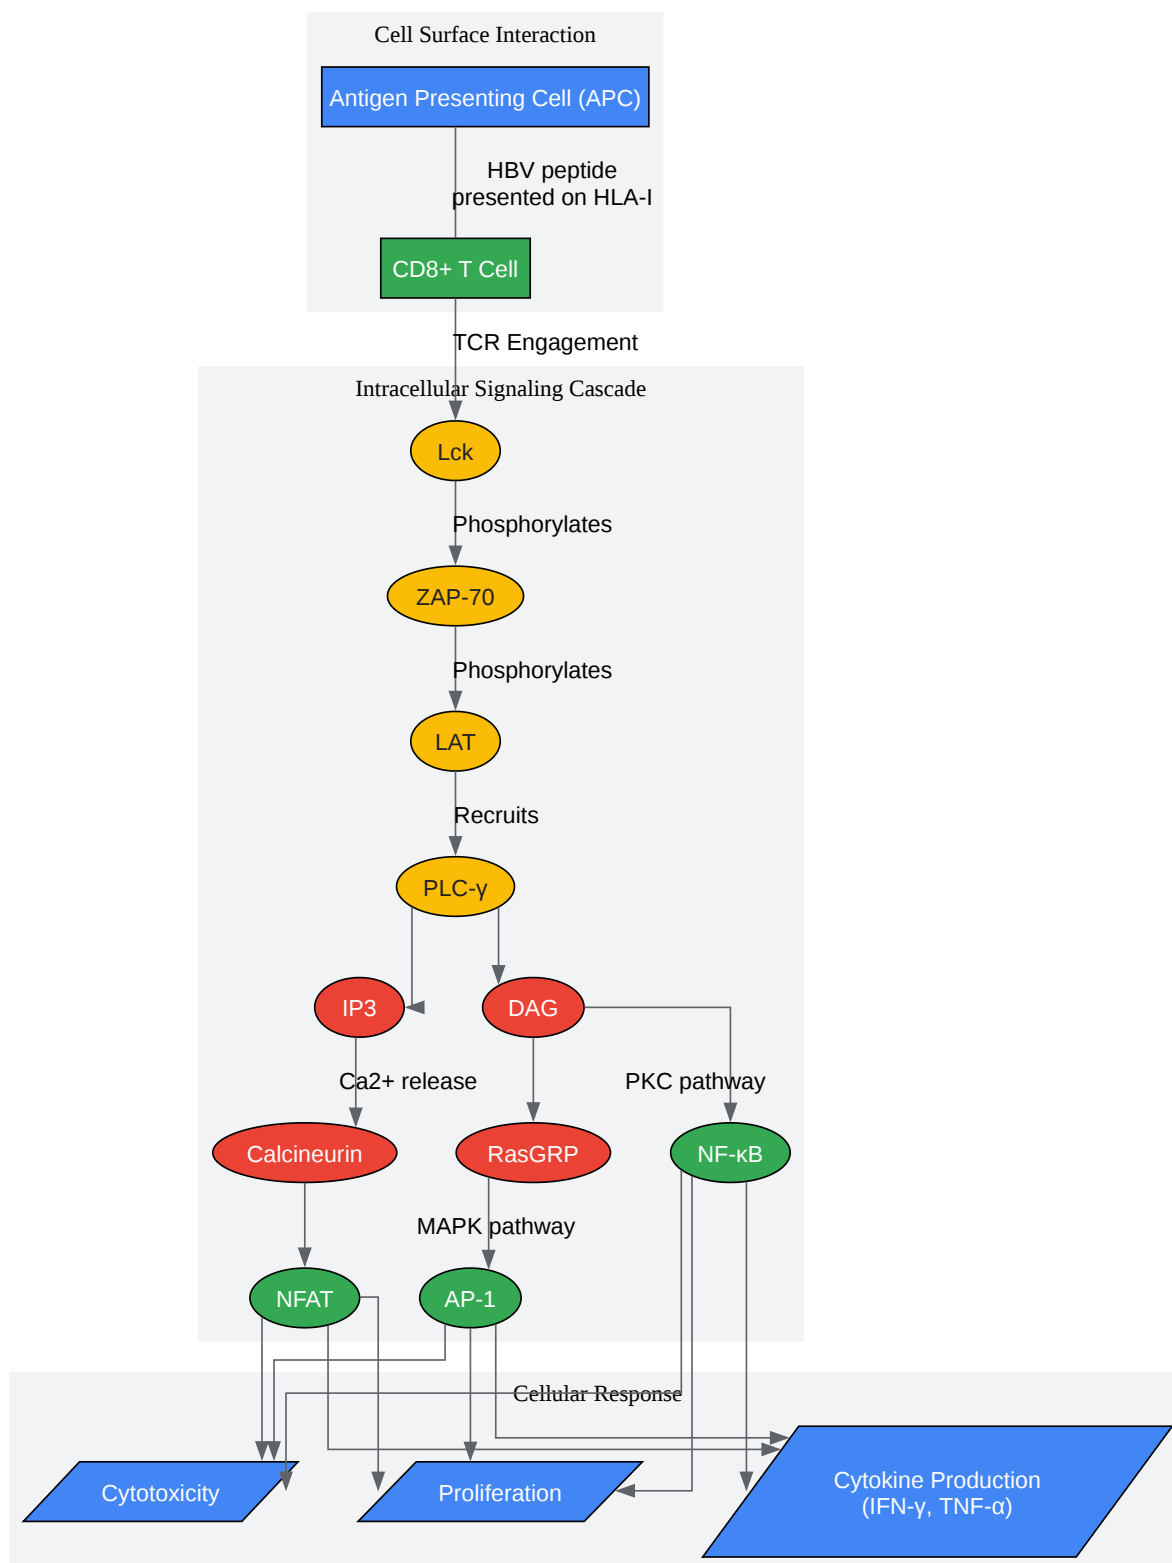 Cell Surface Interaction
Antigen Presenting Cell (APC)
HBV peptide
presented on HLA-I
CD8+ T Cell
TCR Engagement
Intracellular Signaling Cascade
Lck
Phosphorylates
ZAP-70
Phosphorylates
LAT
Recruits
PLC-γ
IP3
DAG
Ca2+ release
PKC pathway
Calcineurin
RasGRP
NF-κB
MAPK pathway
NFAT
AP-1
Cellular Response
Cytotoxicity
Proliferation
Cytokine Production
(IFN-γ, TNF-α)